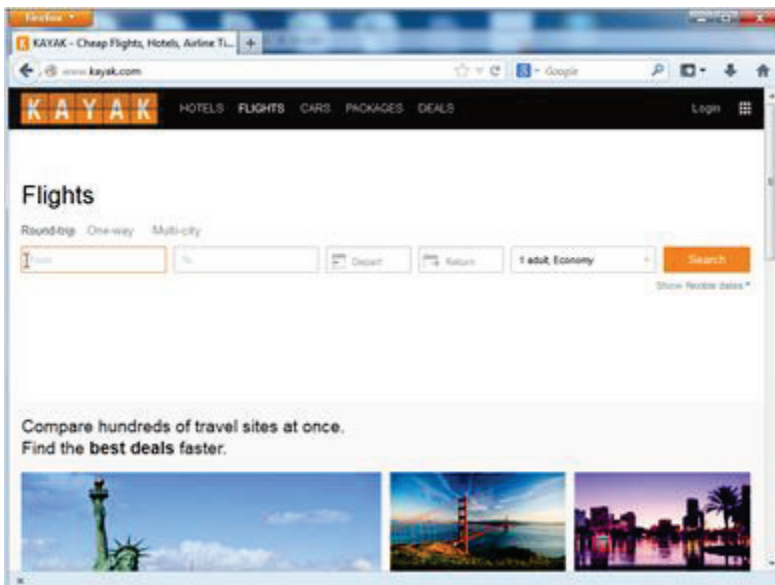 Firefox
KAYAK - Cheap Flights, Hotels, Airline Ti...
www.kayak.com
Google
KAYAK HOTELS FLIGHTS CARS PACKAGES DEALS Login
Flights
Round-trip One-way Multi-city
From To Depart Return 1 adult, Economy Search
Show flexible dates
Compare hundreds of travel sites at once.
Find the best deals faster.